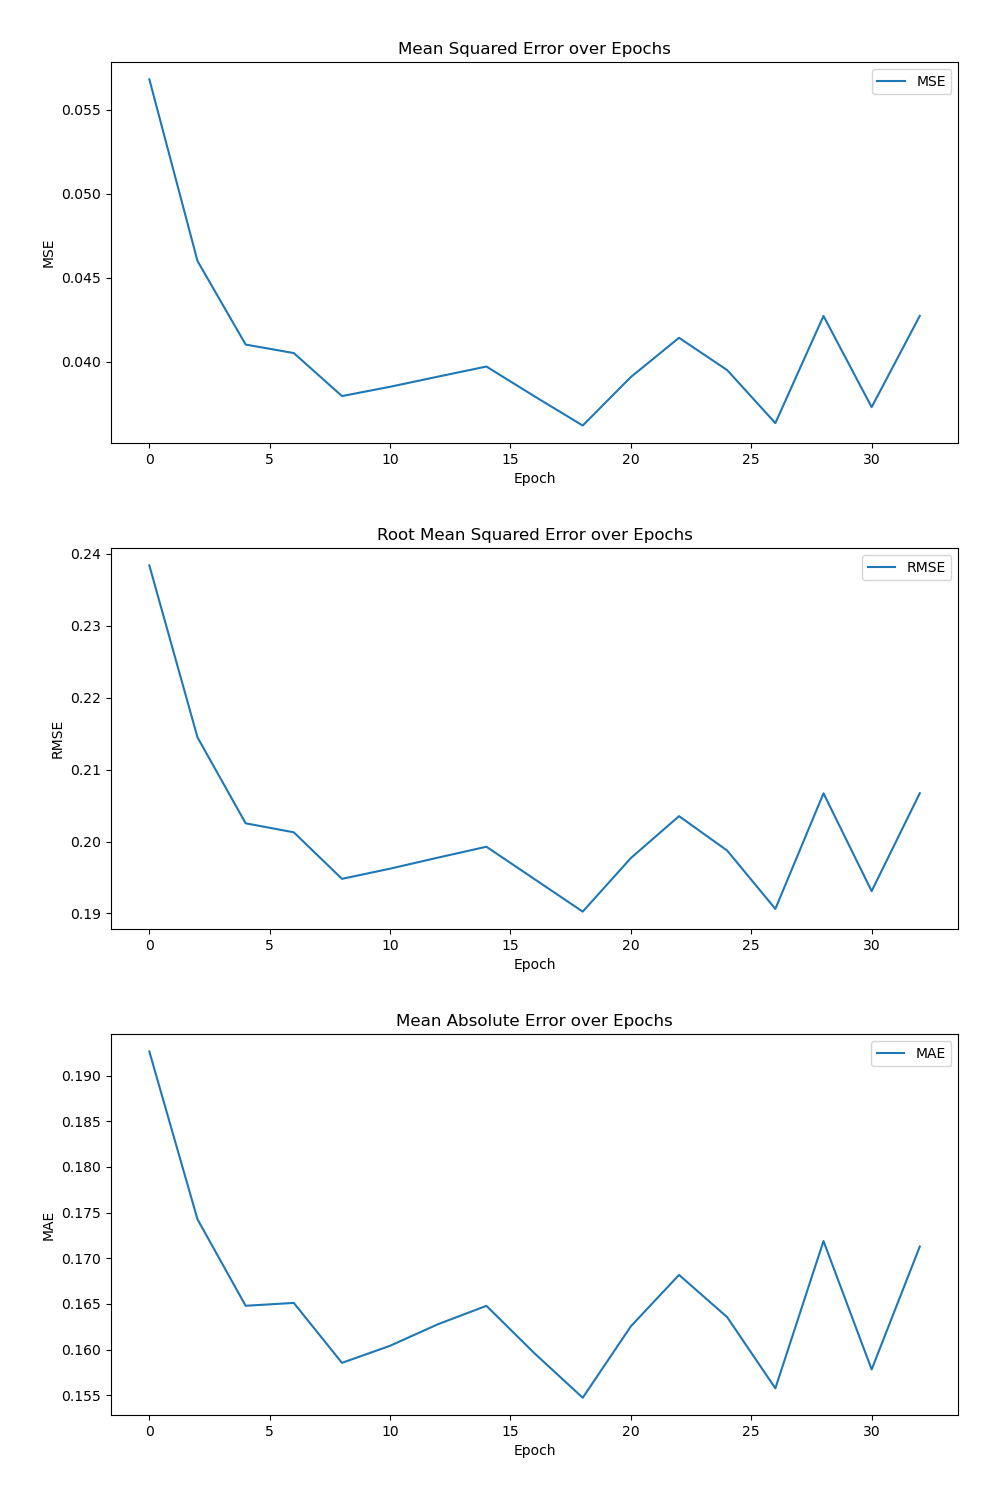 Mean Squared Error over Epochs
MSE
0.055
0.050
0.045
0.040
MSE
0 5 10 15 20 25 30
Epoch
Root Mean Squared Error over Epochs
RMSE
0.24
0.23
0.22
0.21
0.20
0.19
RMSE
0 5 10 15 20 25 30
Epoch
Mean Absolute Error over Epochs
MAE
0.190
0.185
0.180
0.175
0.170
0.165
0.160
0.155
MAE
0 5 10 15 20 25 30
Epoch